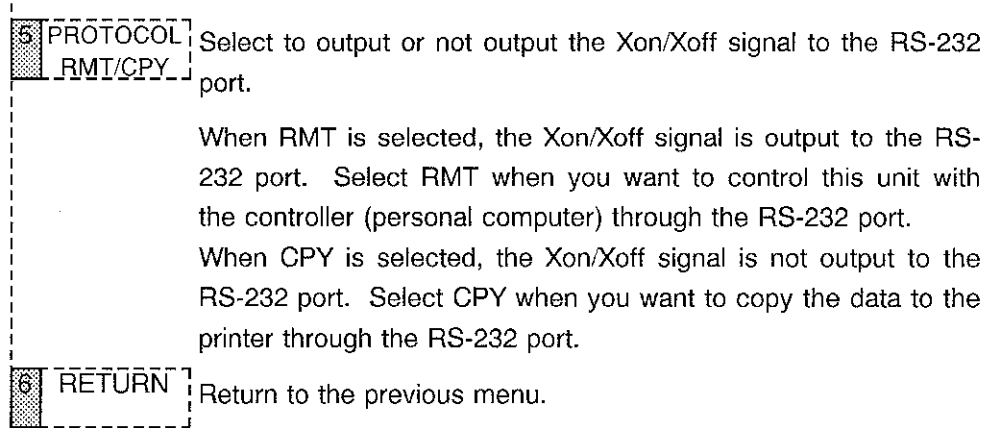 5 PROTOCOL Select to output or not output the Xon/Xoff signal to the RS-232
RMT/CPY port.
When RMT is selected, the Xon/Xoff signal is output to the RS-
232 port. Select RMT when you want to control this unit with
the controller (personal computer) through the RS-232 port.
When CPY is selected, the Xon/Xoff signal is not output to the
RS-232 port. Select CPY when you want to copy the data to the
printer through the RS-232 port.
6 RETURN Return to the previous menu.